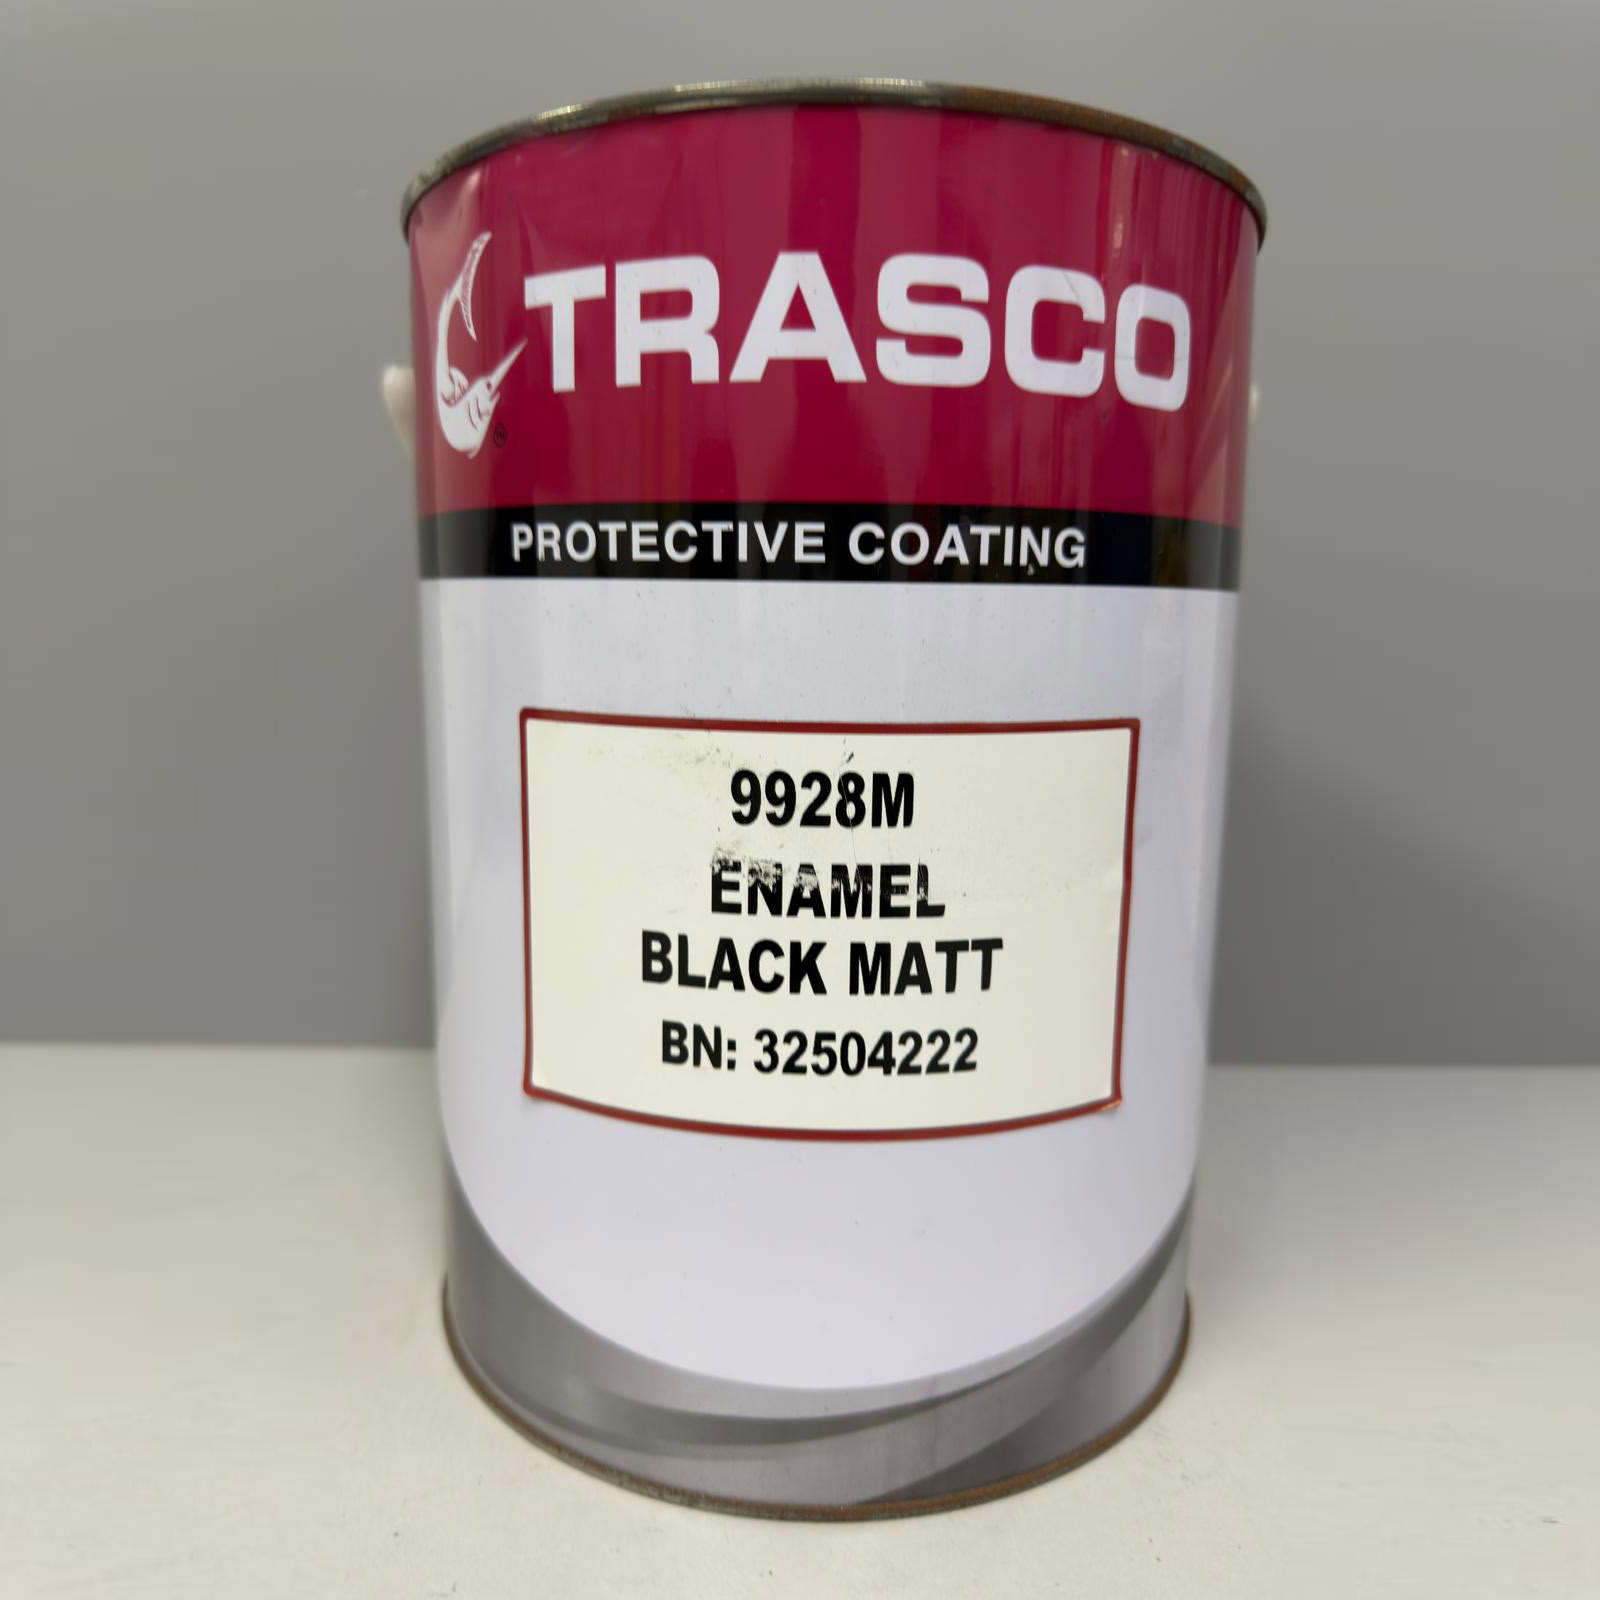 TRASCO
PROTECTIVE COATING
9928M
ENAMEL
BLACK MATT
BN: 32504222